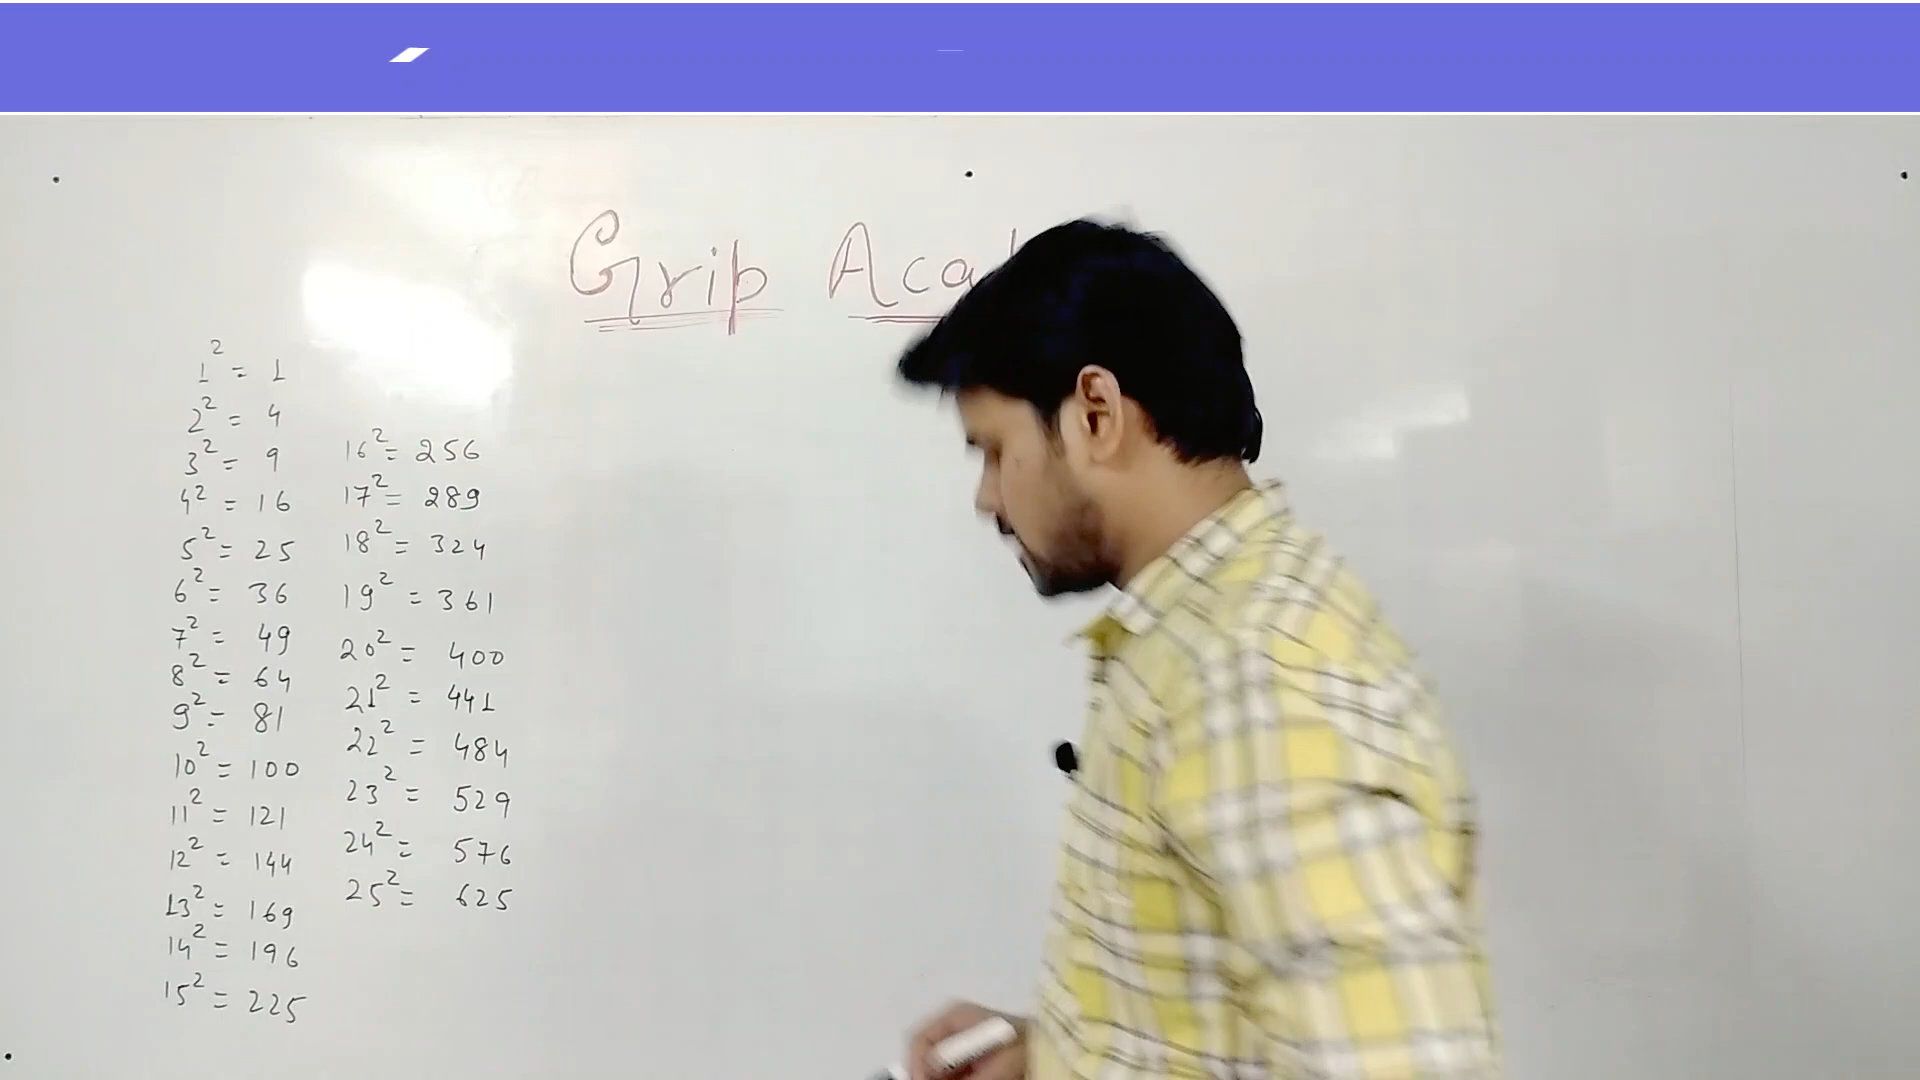 Grip Aca
1² = 1
2² = 4
3² = 9
4² = 16
5² = 25
6² = 36
7² = 49
8² = 64
9² = 81
10² = 100
11² = 121
12² = 144
13² = 169
14² = 196
15² = 225
16² = 256
17² = 289
18² = 324
19² = 361
20² = 400
21² = 441
22² = 484
23² = 529
24² = 576
25² = 625